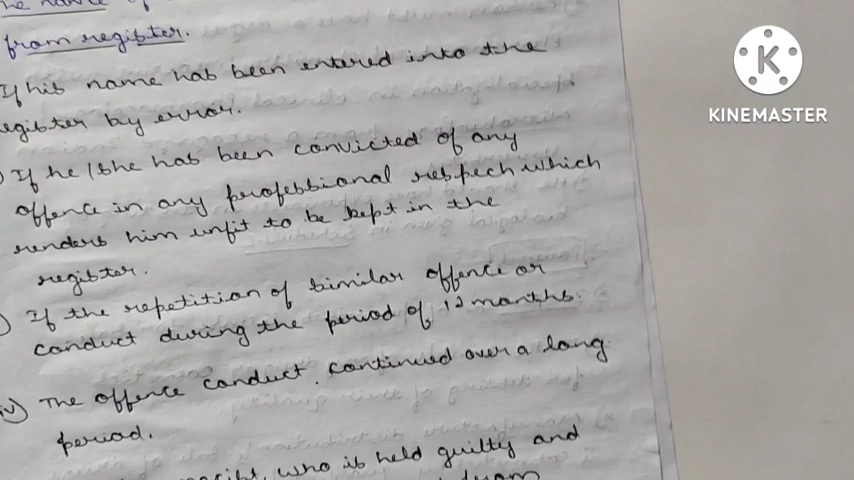 from register.
If his name has been entered into the
register by error.
If he/she has been convicted of any
offence in any professional respech which
renders him unfit to be kept in the
register.
If the repetition of similar offence or
conduct during the period of 12 months.
iv) The offence conduct. Continued over a long
period.
who is held guilty and
K
KINEMASTER